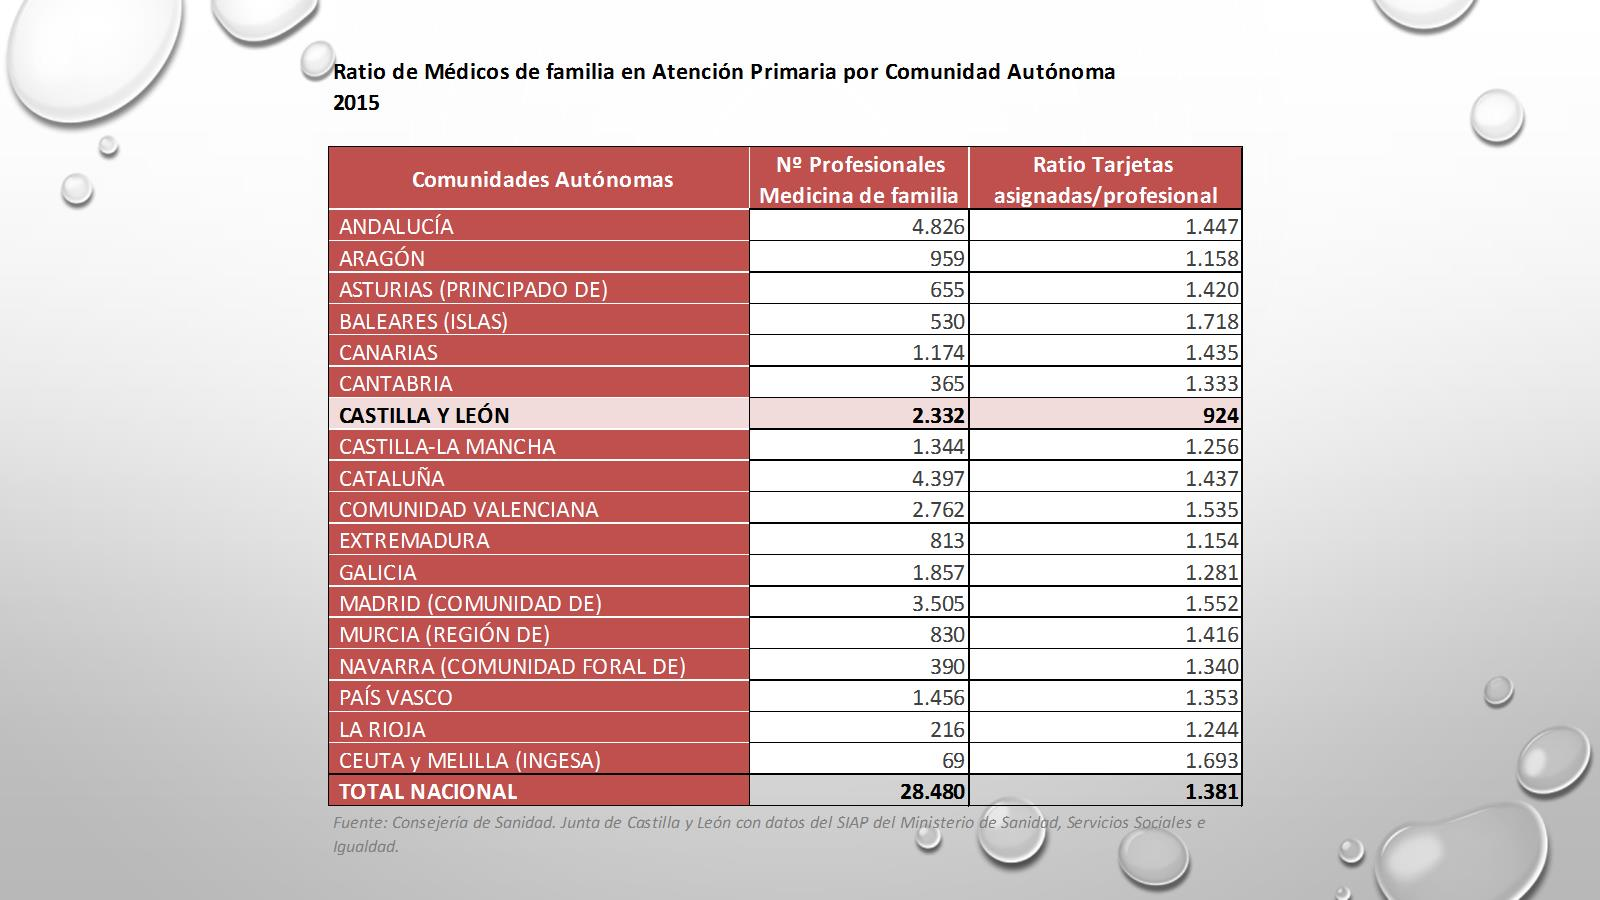 Ratio de Médicos de familia en Atención Primaria por Comunidad Autónoma
2015
Comunidades Autónomas Nº Profesionales Medicina de familia Ratio Tarjetas asignadas/profesional
ANDALUCÍA 4.826 1.447
ARAGÓN 959 1.158
ASTURIAS (PRINCIPADO DE) 655 1.420
BALEARES (ISLAS) 530 1.718
CANARIAS 1.174 1.435
CANTABRIA 365 1.333
CASTILLA Y LEÓN 2.332 924
CASTILLA-LA MANCHA 1.344 1.256
CATALUÑA 4.397 1.437
COMUNIDAD VALENCIANA 2.762 1.535
EXTREMADURA 813 1.154
GALICIA 1.857 1.281
MADRID (COMUNIDAD DE) 3.505 1.552
MURCIA (REGIÓN DE) 830 1.416
NAVARRA (COMUNIDAD FORAL DE) 390 1.340
PAÍS VASCO 1.456 1.353
LA RIOJA 216 1.244
CEUTA y MELILLA (INGESA) 69 1.693
TOTAL NACIONAL 28.480 1.381
Fuente: Consejería de Sanidad. Junta de Castilla y León con datos del SIAP del Ministerio de Sanidad, Servicios Sociales e
Igualdad.